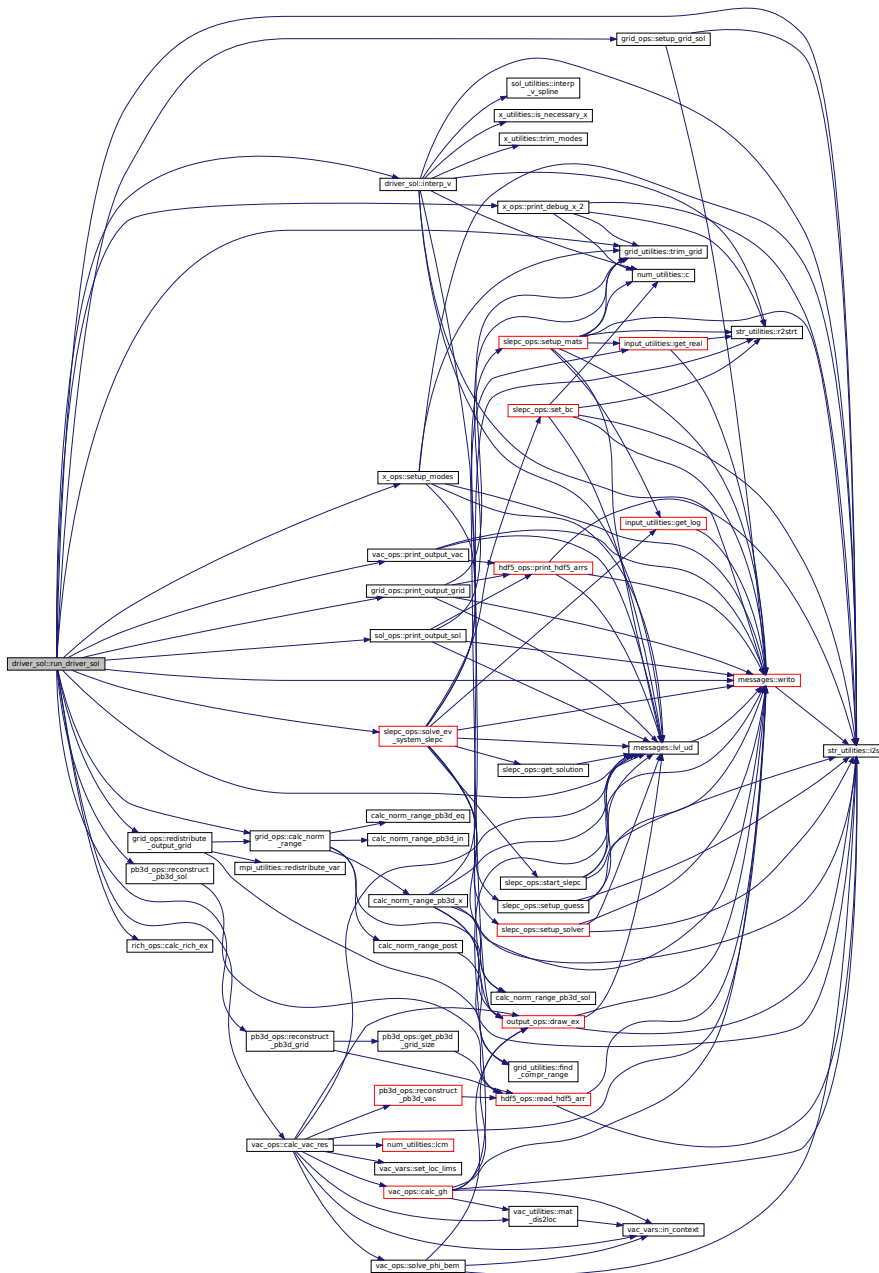 grid_ops::setup_grid_sol
sol_utilities::interp
_v_spline
x_utilities::is_necessary_x
x_utilities::trim_modes
driver_sol::interp_v
x_ops::print_debug_x_2
grid_utilities::trim_grid
num_utilities::c
str_utilities::r2strt
slepc_ops::setup_mats
input_utilities::get_real
slepc_ops::set_bc
x_ops::setup_modes
input_utilities::get_log
vac_ops::print_output_vac
hdf5_ops::print_hdf5_arrs
grid_ops::print_output_grid
sol_ops::print_output_sol
driver_sol::run_driver_sol
messages::writo
slepc_ops::solve_ev
_system_slepc
messages::lvl_ud
str_utilities::i2s
slepc_ops::get_solution
calc_norm_range_pb3d_eq
grid_ops::redistribute
_output_grid
grid_ops::calc_norm
_range
calc_norm_range_pb3d_in
mpi_utilities::redistribute_var
pb3d_ops::reconstruct
_pb3d_sol
slepc_ops::start_slepc
calc_norm_range_pb3d_x
slepc_ops::setup_guess
slepc_ops::setup_solver
rich_ops::calc_rich_ex
calc_norm_range_post
calc_norm_range_pb3d_sol
output_ops::draw_ex
pb3d_ops::reconstruct
_pb3d_grid
pb3d_ops::get_pb3d
_grid_size
grid_utilities::find
_compr_range
pb3d_ops::reconstruct
_pb3d_vac
hdf5_ops::read_hdf5_arr
vac_ops::calc_vac_res
num_utilities::lcm
vac_vars::set_loc_lims
vac_ops::calc_gh
vac_utilities::mat
_dis2loc
vac_vars::in_context
vac_ops::solve_phi_bem